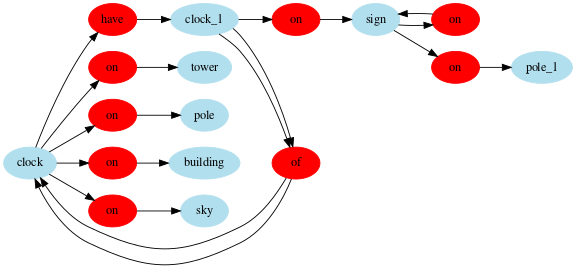 have clock_1 on sign on
on tower on pole_1
on pole
clock on building of
on sky